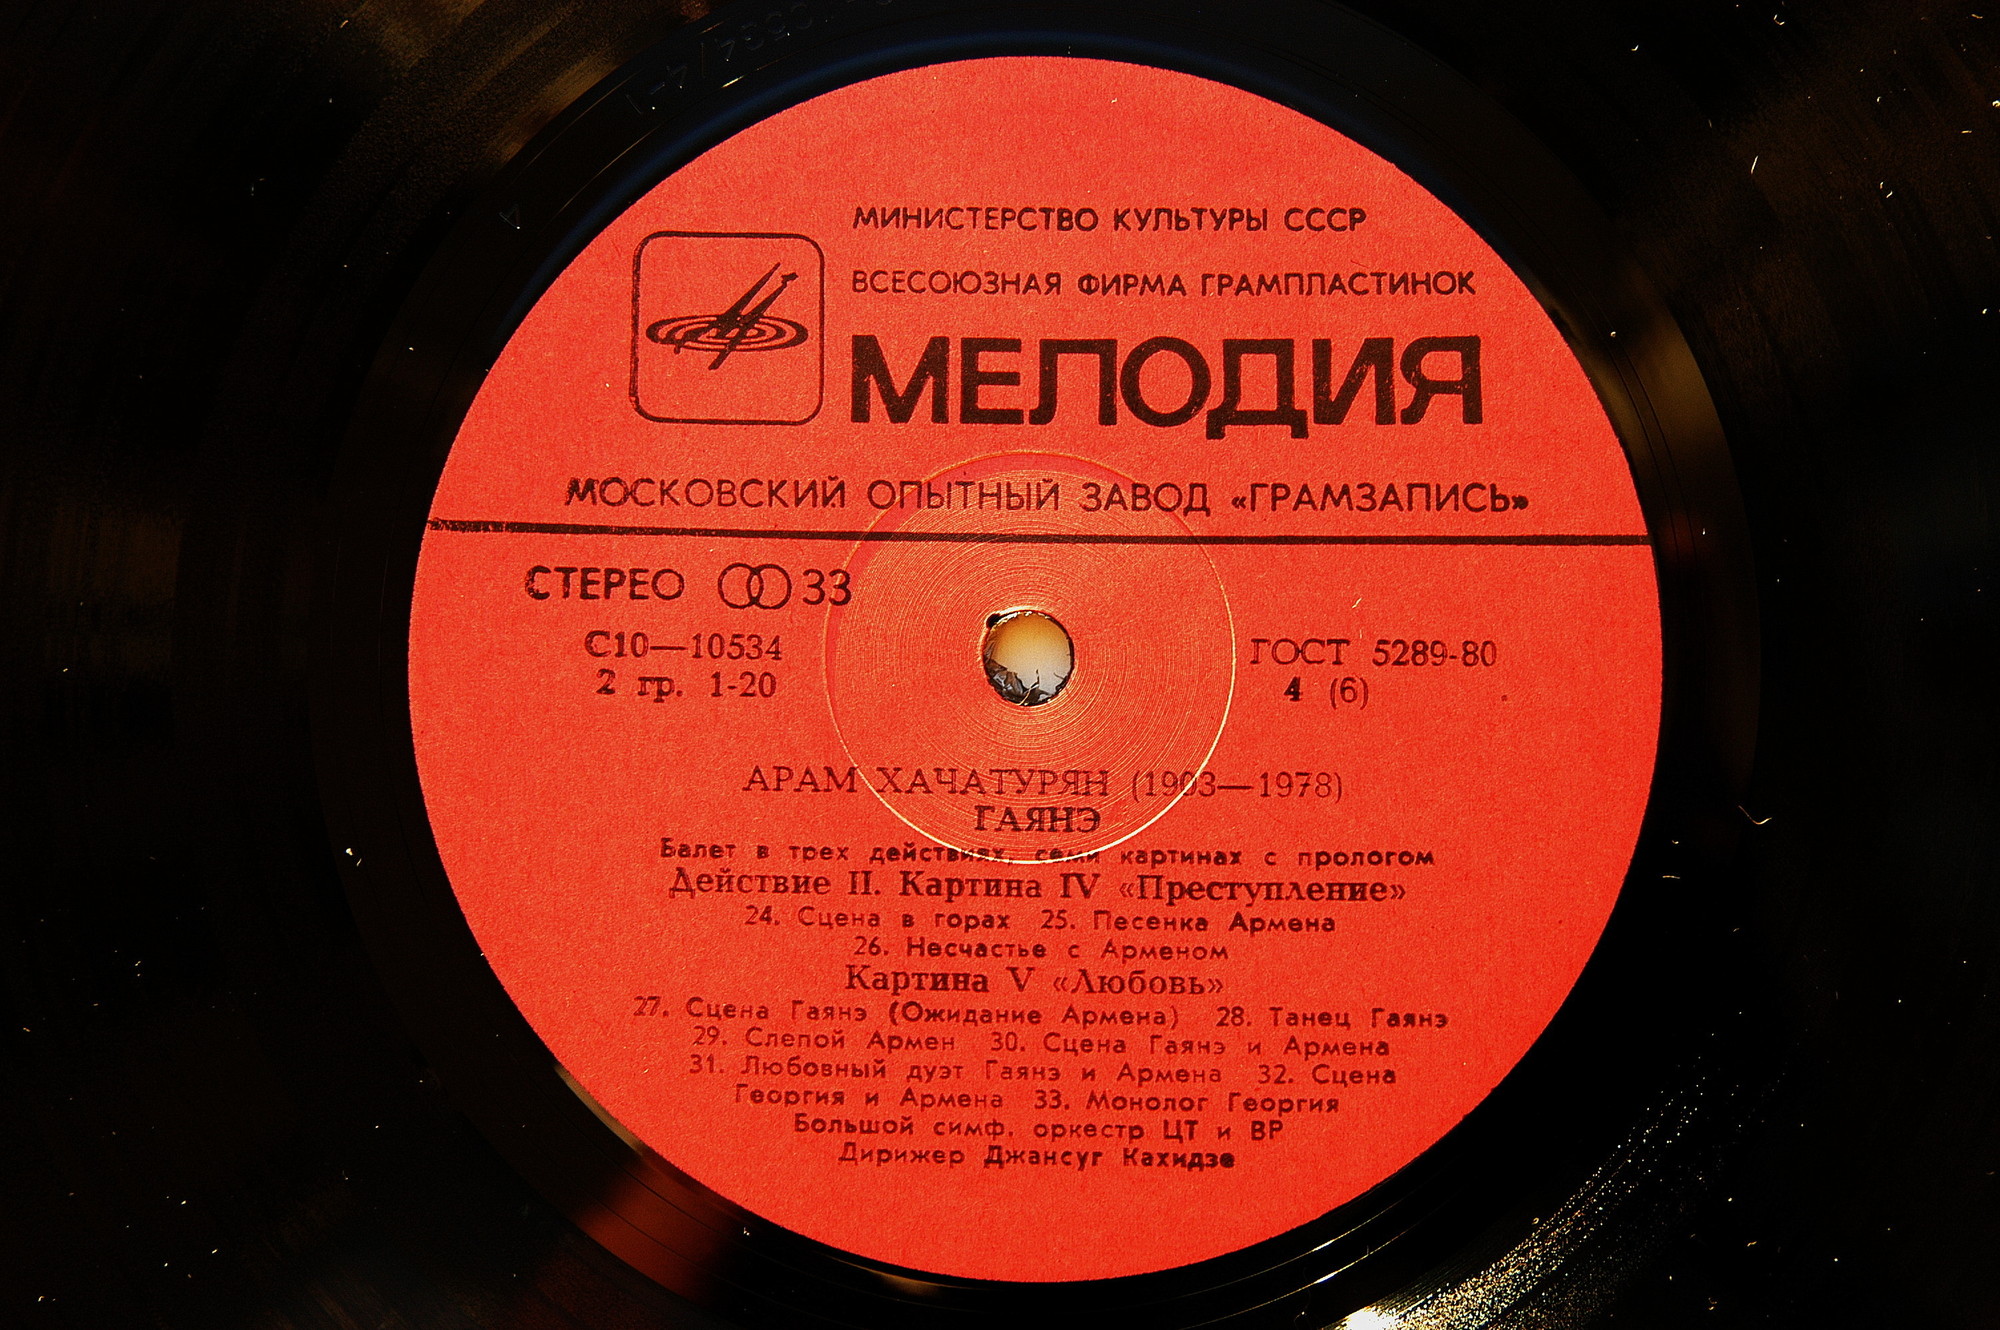 МИНИСТЕРСТВО КУЛЬТУРЫ СССР
ВСЕСОЮЗНАЯ ФИРМА ГРАМПЛАСТИНОК
МЕЛОДИЯ
МОСКОВСКИЙ ОПЫТНЫЙ ЗАВОД «ГРАМЗАПИСЬ»
СТЕРЕО 33
С10—10534
2 гр. 1-20
ГОСТ 5289-80
4 (6)
АРАМ ХАЧАТУРЯН (1903—1978)
ГАЯНЭ
Балет в трех действиях, семи картинах с прологом
Действие II. Картина IV «Преступление»
24. Сцена в горах 25. Песенка Армена
26. Несчастье с Арменом
Картина V «Любовь»
27. Сцена Гаянэ (Ожидание Армена) 28. Танец Гаянэ
29. Слепой Армен 30. Сцена Гаянэ и Армена
31. Любовный дуэт Гаянэ и Армена 32. Сцена
Георгия и Армена 33. Монолог Георгия
Большой симф. оркестр ЦТ и ВР
Дирижер Джансуг Кахидзе